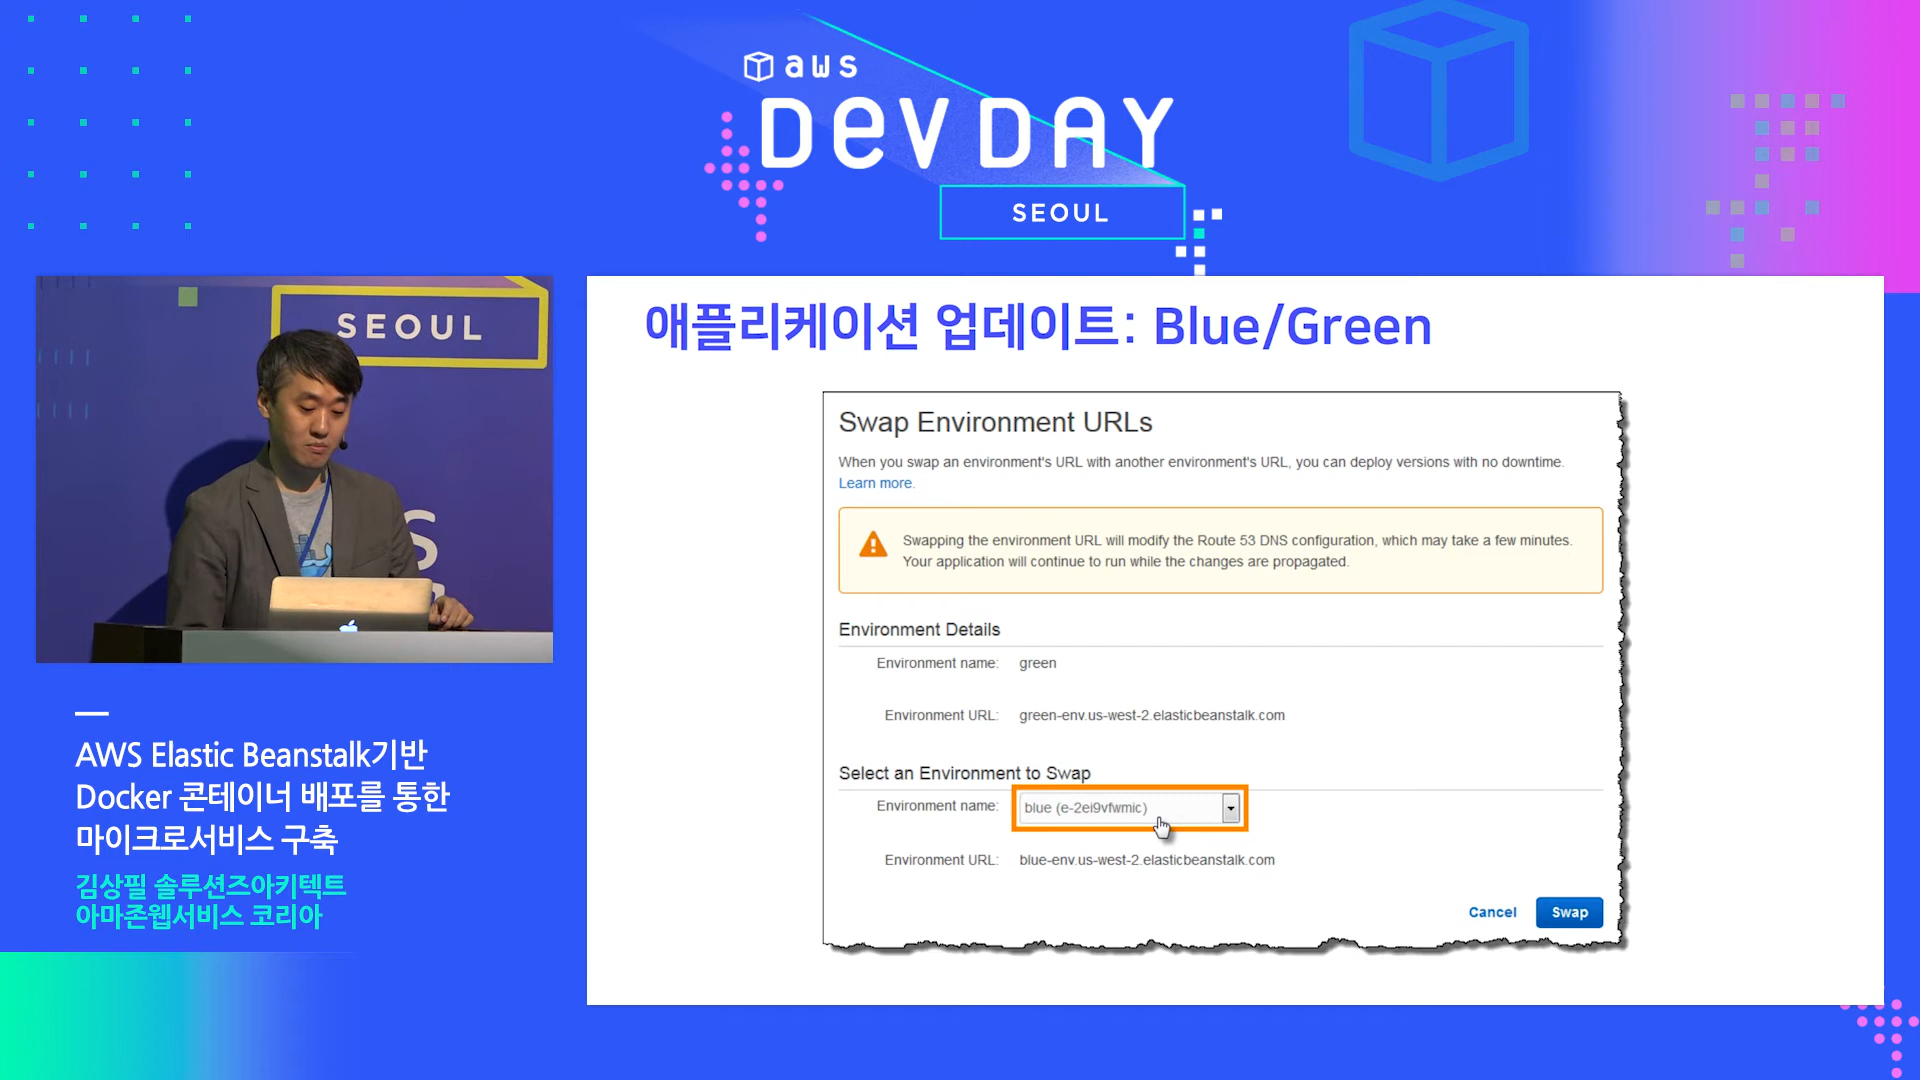 aws
DEV DAY
SEOUL
SEOUL
애플리케이션 업데이트: Blue/Green
Swap Environment URLs
When you swap an environment's URL with another environment's URL, you can deploy versions with no downtime.
Learn more.
Swapping the environment URL will modify the Route 53 DNS configuration, which may take a few minutes.
Your application will continue to run while the changes are propagated.
Environment Details
Environment name: green
Environment URL: green-env.us-west-2.elasticbeanstalk.com
Select an Environment to Swap
Environment name: blue (e-2ei9vfwmic)
Environment URL: blue-env.us-west-2.elasticbeanstalk.com
Cancel Swap
AWS Elastic Beanstalk기반
Docker 콘테이너 배포를 통한
마이크로서비스 구축
김상필 솔루션즈아키텍트
아마존웹서비스 코리아